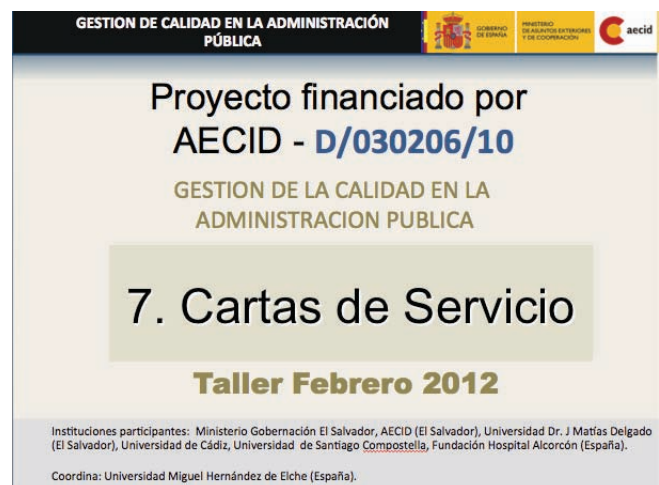 GESTION DE CALIDAD EN LA ADMINISTRACIÓN
PÚBLICA
GOBIERNO
DE ESPAÑA
MINISTERIO
DE ASUNTOS EXTERIORES
Y DE COOPERACIÓN
aecid
Proyecto financiado por
AECID - D/030206/10
GESTION DE LA CALIDAD EN LA
ADMINISTRACION PUBLICA
7. Cartas de Servicio
Taller Febrero 2012
Instituciones participantes: Ministerio Gobernación El Salvador, AECID (El Salvador), Universidad Dr. J Matías Delgado
(El Salvador), Universidad de Cádiz, Universidad de Santiago Compostella, Fundación Hospital Alcorcón (España).
Coordina: Universidad Miguel Hernández de Elche (España).